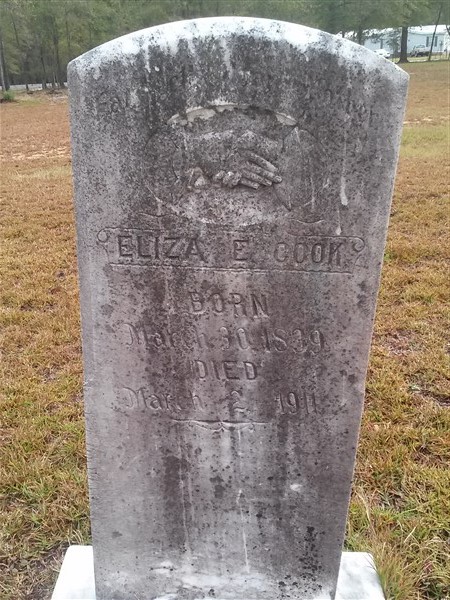 ELIZA E. COOK
BORN
March 30, 1839
DIED
March 2, 1911